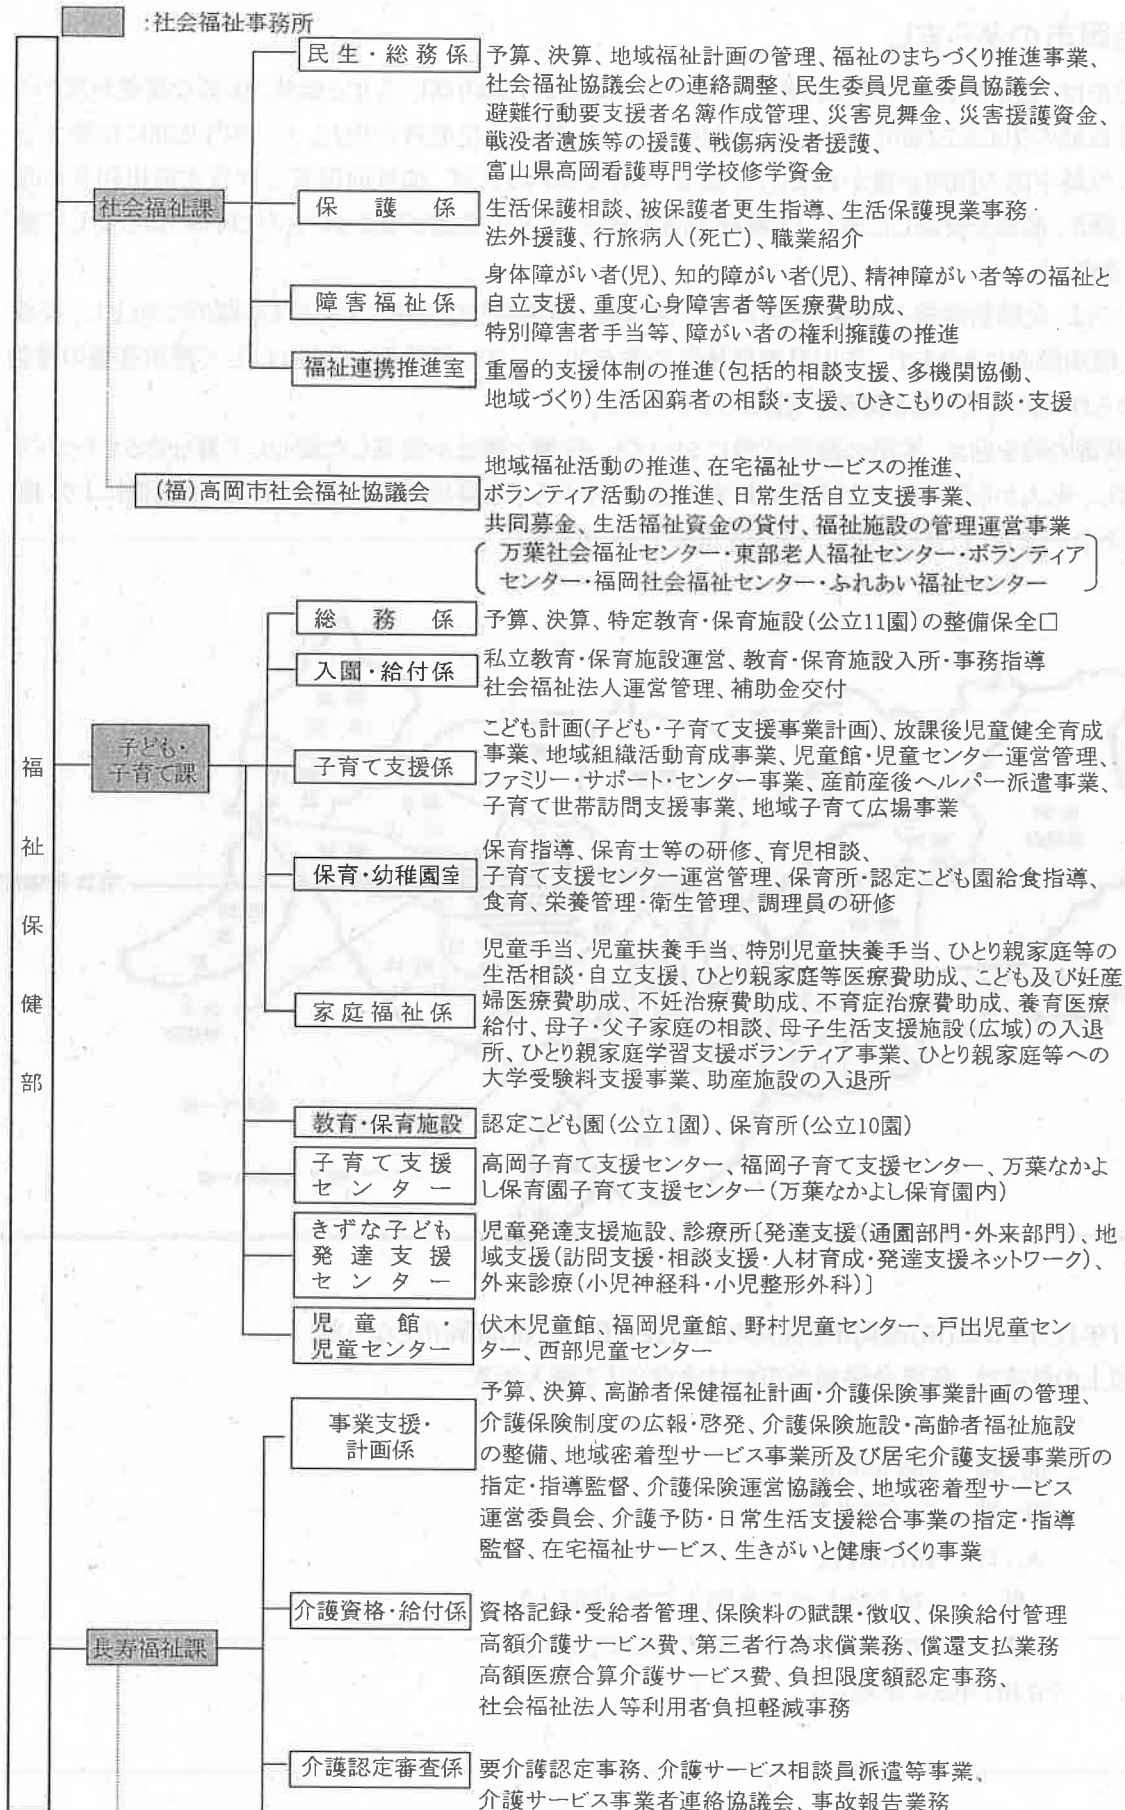 :社会福祉事務所
福祉保健部
社会福祉課
民生・総務係
予算、決算、地域福祉計画の管理、福祉のまちづくり推進事業、
社会福祉協議会との連絡調整、民生委員児童委員協議会、
避難行動要支援者名簿作成管理、災害見舞金、災害援護資金、
戦没者遺族等の援護、戦傷病没者援護、
富山県高岡看護専門学校修学資金
保護係
生活保護相談、被保護者更生指導、生活保護現業事務
法外援護、行旅病人(死亡)、職業紹介
障害福祉係
身体障がい者(児)、知的障がい者(児)、精神障がい者等の福祉と
自立支援、重度心身障害者等医療費助成、
特別障害者手当等、障がい者の権利擁護の推進
福祉連携推進室
重層的支援体制の推進(包括的相談支援、多機関協働、
地域づくり)生活困窮者の相談・支援、ひきこもりの相談・支援
(福)高岡市社会福祉協議会
地域福祉活動の推進、在宅福祉サービスの推進、
ボランティア活動の推進、日常生活自立支援事業、
共同募金、生活福祉資金の貸付、福祉施設の管理運営事業
万葉社会福祉センター・東部老人福祉センター・ボランティア
センター・福岡社会福祉センター・ふれあい福祉センター
子ども・
子育て課
総務係
予算、決算、特定教育・保育施設(公立11園)の整備保全□
入園・給付係
私立教育・保育施設運営、教育・保育施設入所・事務指導
社会福祉法人運営管理、補助金交付
子育て支援係
こども計画(子ども・子育て支援事業計画)、放課後児童健全育成
事業、地域組織活動育成事業、児童館・児童センター運営管理、
ファミリー・サポート・センター事業、産前産後ヘルパー派遣事業、
子育て世帯訪問支援事業、地域子育て広場事業
保育・幼稚園室
保育指導、保育士等の研修、育児相談、
子育て支援センター運営管理、保育所・認定こども園給食指導、
食育、栄養管理・衛生管理、調理員の研修
家庭福祉係
児童手当、児童扶養手当、特別児童扶養手当、ひとり親家庭等の
生活相談・自立支援、ひとり親家庭等医療費助成、こども及び妊産
婦医療費助成、不妊治療費助成、不育症治療費助成、養育医療
給付、母子・父子家庭の相談、母子生活支援施設(広域)の入退
所、ひとり親家庭学習支援ボランティア事業、ひとり親家庭等への
大学受験料支援事業、助産施設の入退所
教育・保育施設
認定こども園(公立1園)、保育所(公立10園)
子育て支援
センター
高岡子育て支援センター、福岡子育て支援センター、万葉なかよ
し保育園子育て支援センター(万葉なかよし保育園内)
きずな子ども
発達支援
センター
児童発達支援施設、診療所〔発達支援(通園部門・外来部門)、地
域支援(訪問支援・相談支援・人材育成・発達支援ネットワーク)、
外来診療(小児神経科・小児整形外科)〕
児童館・
児童センター
伏木児童館、福岡児童館、野村児童センター、戸出児童セン
ター、西部児童センター
長寿福祉課
事業支援・
計画係
予算、決算、高齢者保健福祉計画・介護保険事業計画の管理、
介護保険制度の広報・啓発、介護保険施設・高齢者福祉施設
の整備、地域密着型サービス事業所及び居宅介護支援事業所の
指定・指導監督、介護保険運営協議会、地域密着型サービス
運営委員会、介護予防・日常生活支援総合事業の指定・指導
監督、在宅福祉サービス、生きがいと健康づくり事業
介護資格・給付係
資格記録・受給者管理、保険料の賦課・徴収、保険給付管理
高額介護サービス費、第三者行為求償業務、償還支払業務
高額医療合算介護サービス費、負担限度額認定事務、
社会福祉法人等利用者負担軽減事務
介護認定審査係
要介護認定事務、介護サービス相談員派遣等事業、
介護サービス事業者連絡協議会、事故報告業務